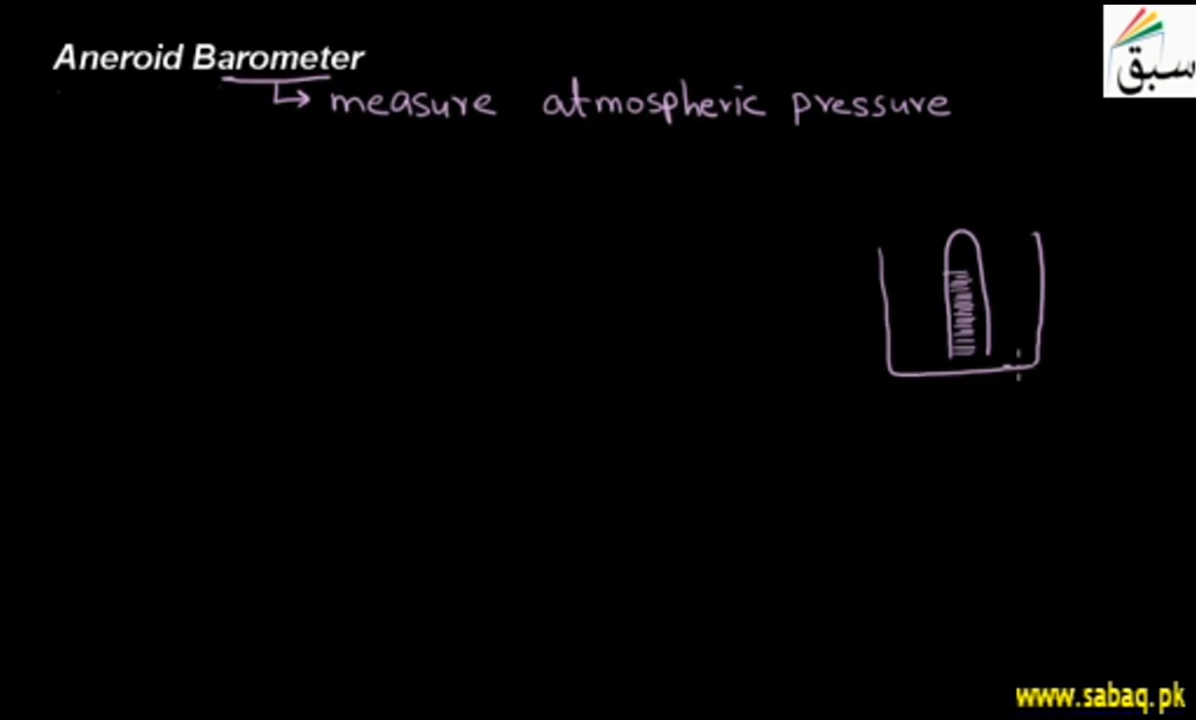 Aneroid Barometer
measure atmospheric pressure
سبق
www.sabaq.pk